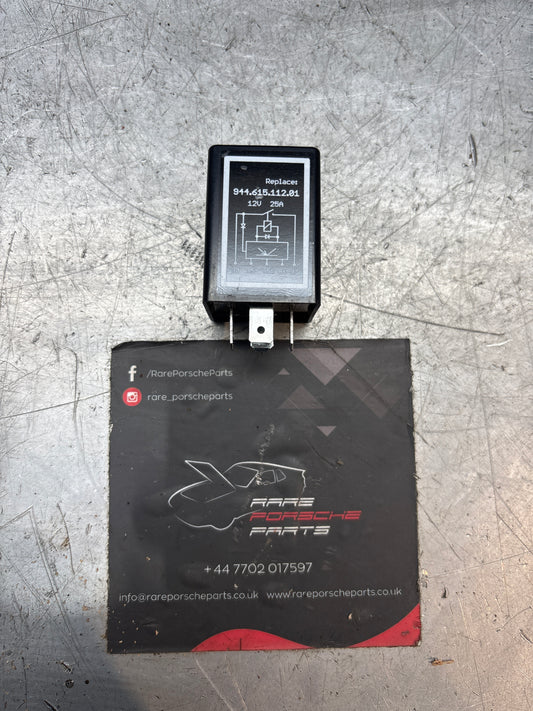 Replace:
944.615.112.01
12V 25A
f /RarePorscheParts
rare_porscheparts
RARE
PORSCHE
PARTS
+44 7702 017597
info@rareporscheparts.co.uk www.rareporscheparts.co.uk